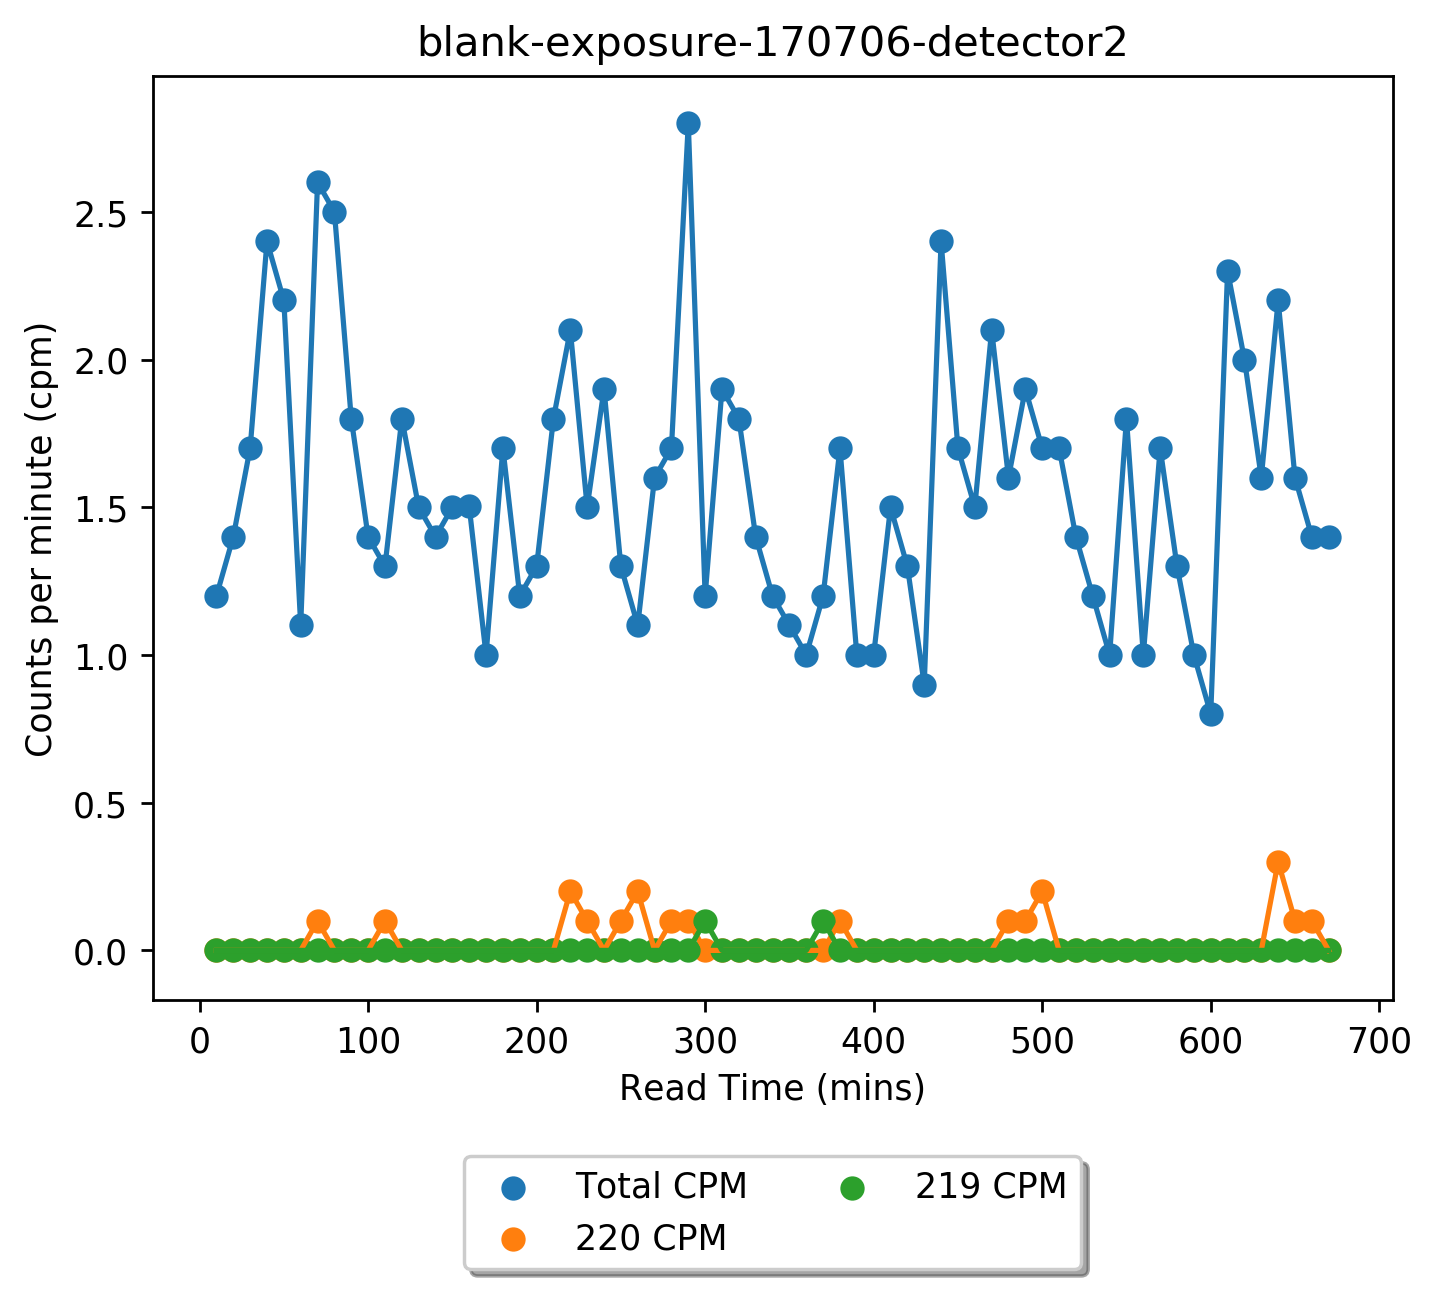 blank-exposure-170706-detector2
Counts per minute (cpm)
2.5
2.0
1.5
1.0
0.5
0.0
0 100 200 300 400 500 600 700
Read Time (mins)
Total CPM
220 CPM
219 CPM